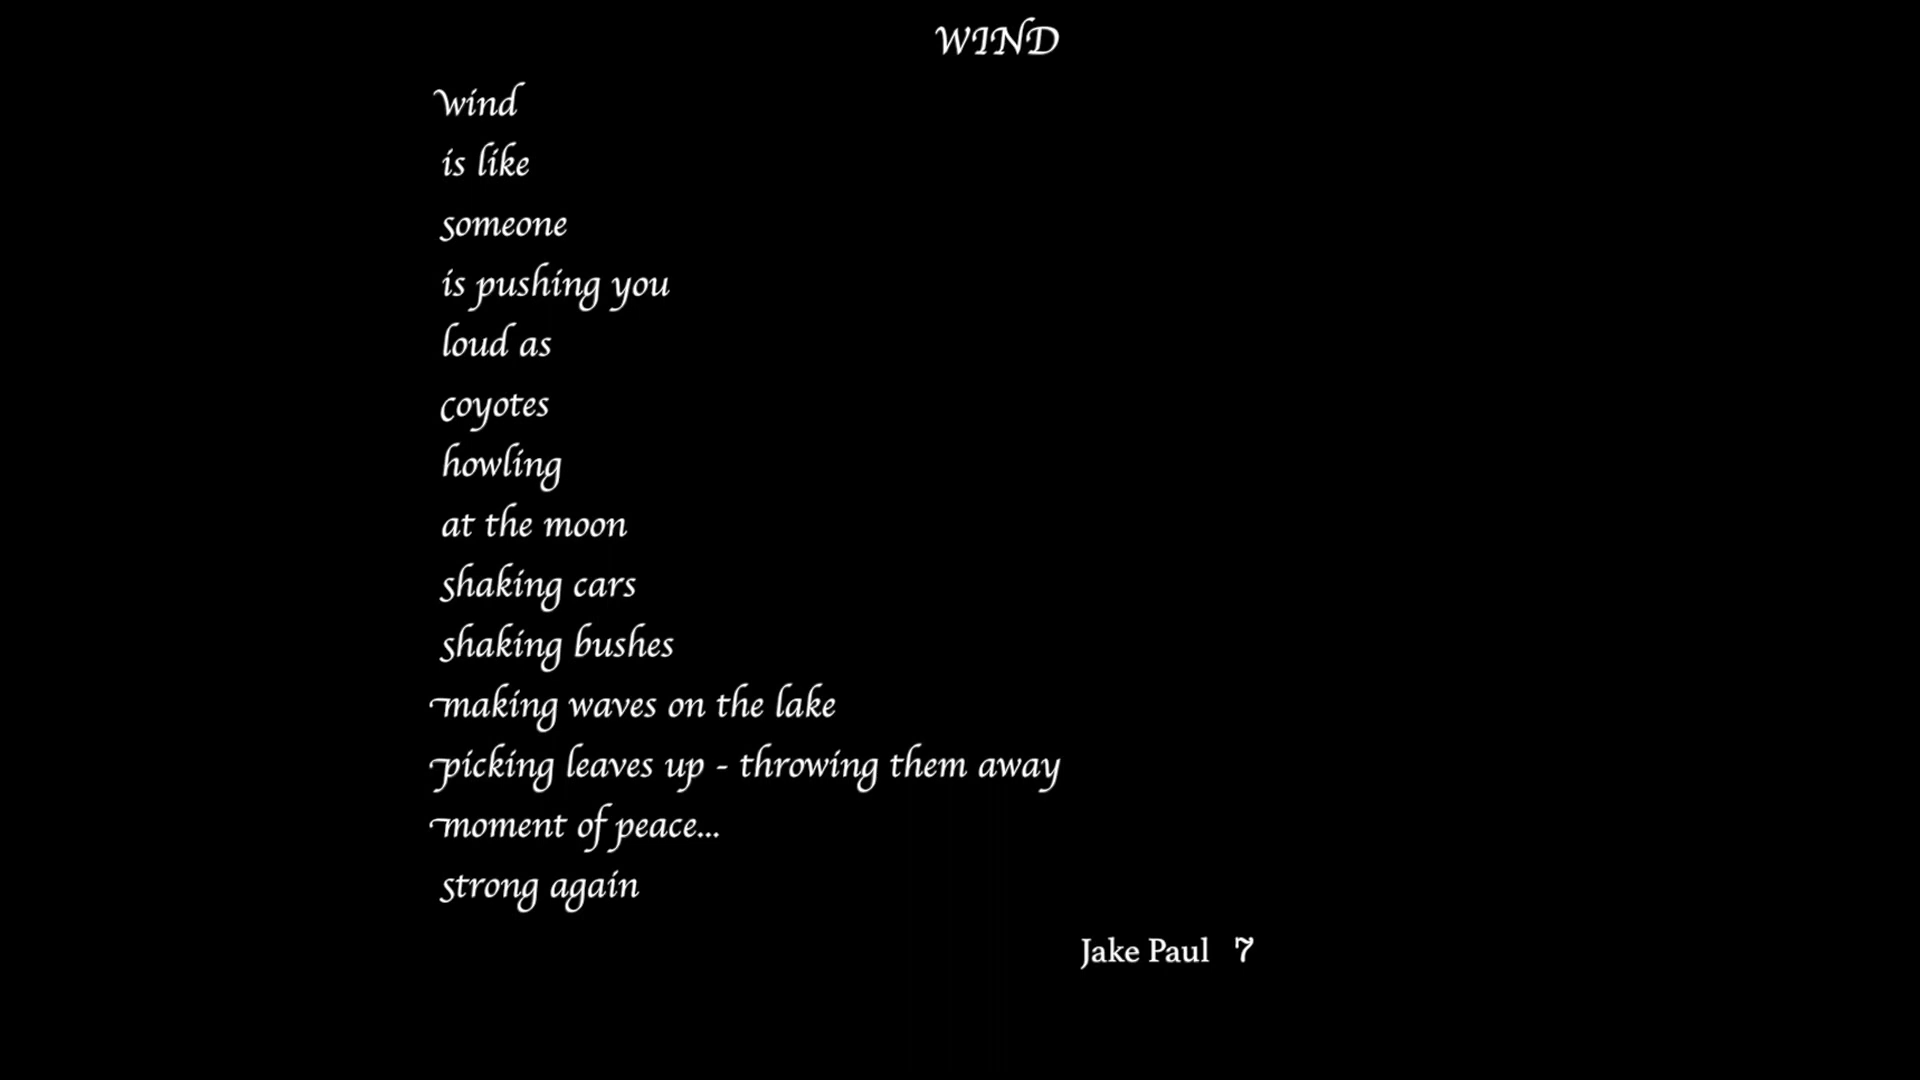 WIND
wind
is like
someone
is pushing you
loud as
coyotes
howling
at the moon
shaking cars
shaking bushes
making waves on the lake
picking leaves up - throwing them away
moment of peace...
strong again
Jake Paul 7